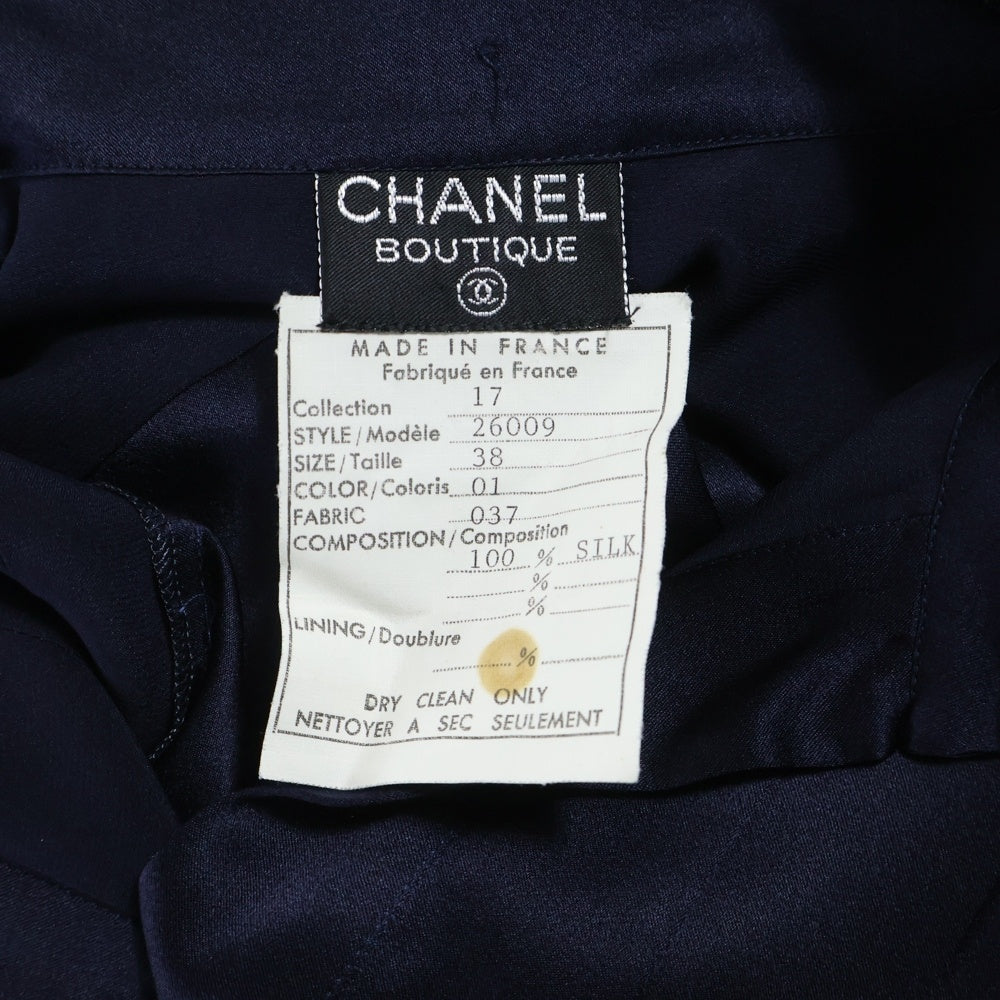 CHANEL
BOUTIQUE
MADE IN FRANCE
Fabriqué en France
Collection 17
STYLE/Modèle 26009
SIZE/Taille 38
COLOR/Coloris 01
FABRIC 037
COMPOSITION/Composition
100 % SILK
%
%
LINING/Doublure
%
DRY CLEAN ONLY
NETTOYER A SEC SEULEMENT